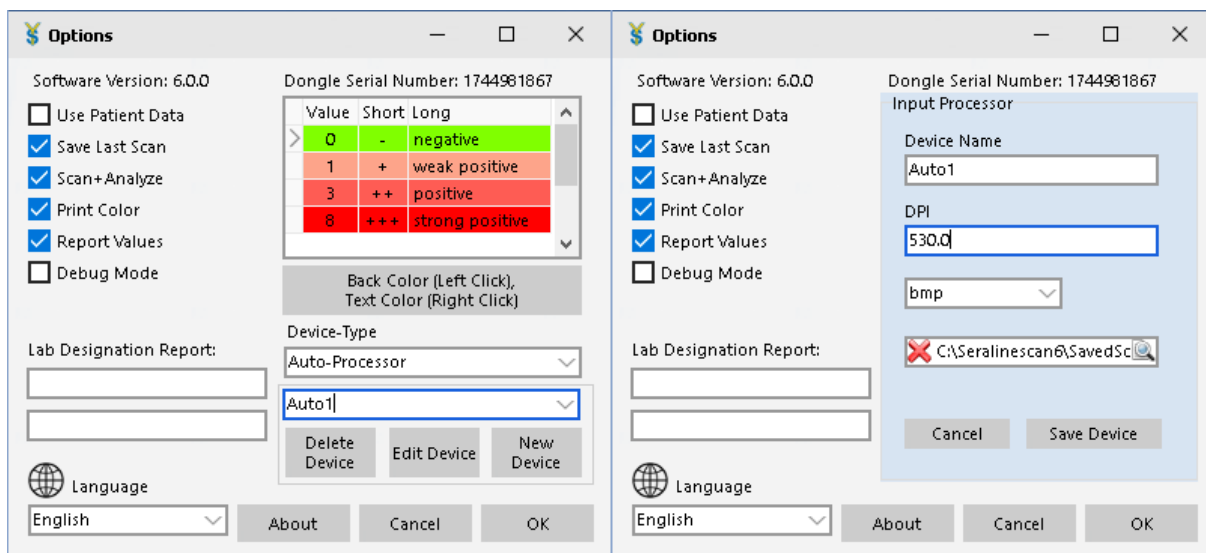 Options
Software Version: 6.0.0
Dongle Serial Number: 1744981867
Use Patient Data
Save Last Scan
Scan+Analyze
Print Color
Report Values
Debug Mode
Value Short Long
0 - negative
1 + weak positive
3 ++ positive
8 +++ strong positive
Back Color (Left Click),
Text Color (Right Click)
Device-Type
Auto-Processor
Auto1
Delete
Device
Edit Device
New
Device
Lab Designation Report:
Language
English
About
Cancel
OK
Options
Software Version: 6.0.0
Dongle Serial Number: 1744981867
Use Patient Data
Save Last Scan
Scan+Analyze
Print Color
Report Values
Debug Mode
Input Processor
Device Name
Auto1
DPI
530.0
bmp
C:\Seralinescan6\SavedSc
Cancel
Save Device
Lab Designation Report:
Language
English
About
Cancel
OK